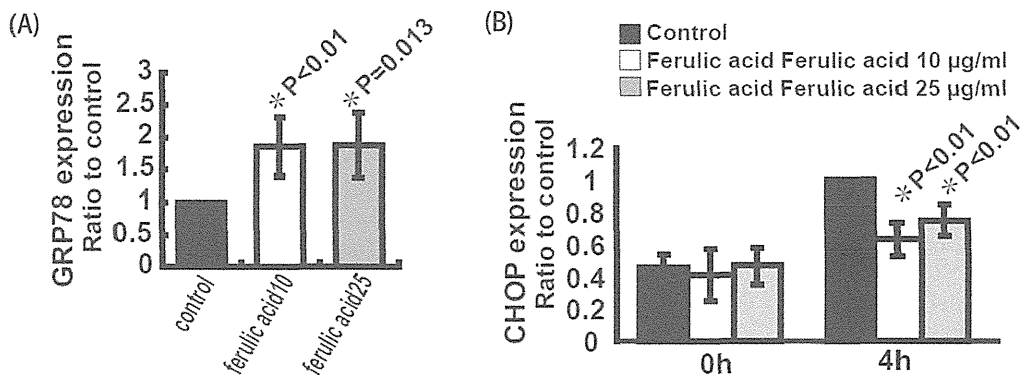 (A)
GRP78 expression
Ratio to control
3
2.5
2
1.5
1
0.5
0
*P<0.01
*P=0.013
control
ferulic acid10
ferulic acid25
(B)
Control
Ferulic acid Ferulic acid 10 μg/ml
Ferulic acid Ferulic acid 25 μg/ml
CHOP expression
Ratio to control
1.2
1
0.8
0.6
0.4
0.2
0
*P<0.01
*P<0.01
0h
4h